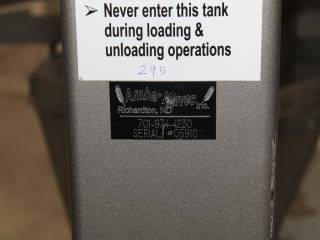 ➢ Never enter this tank
during loading &
unloading operations
295
Amber Waves Inc.
Richardton, ND
701-974-4230
SERIAL # 05910